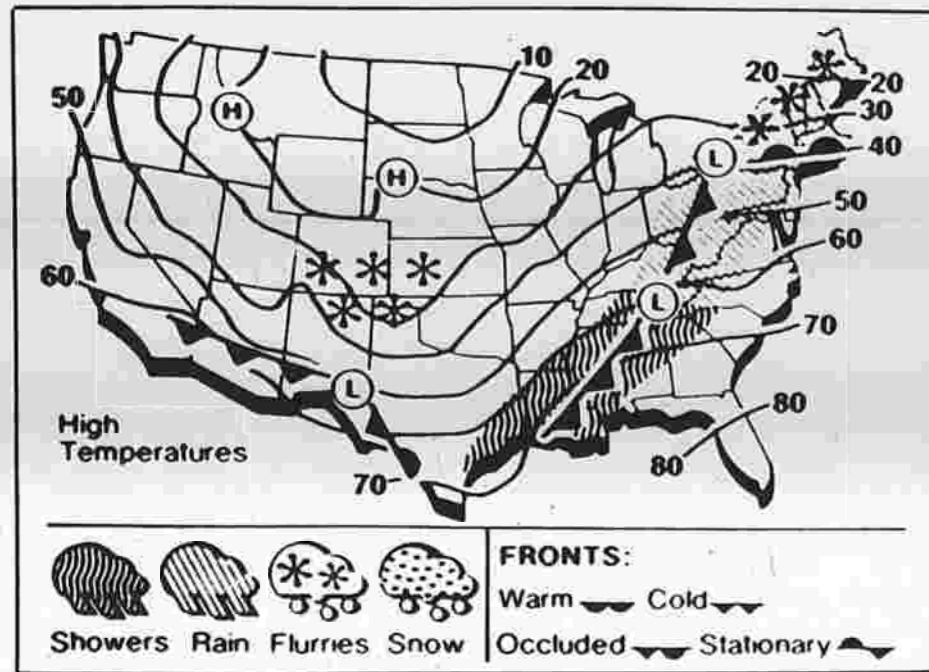 10
20
20
20
50
H
30
L
40
H
50
60
60
L
70
L
80
High
Temperatures
70
80
FRONTS:
Warm Cold
Showers Rain Flurries Snow
Occluded Stationary